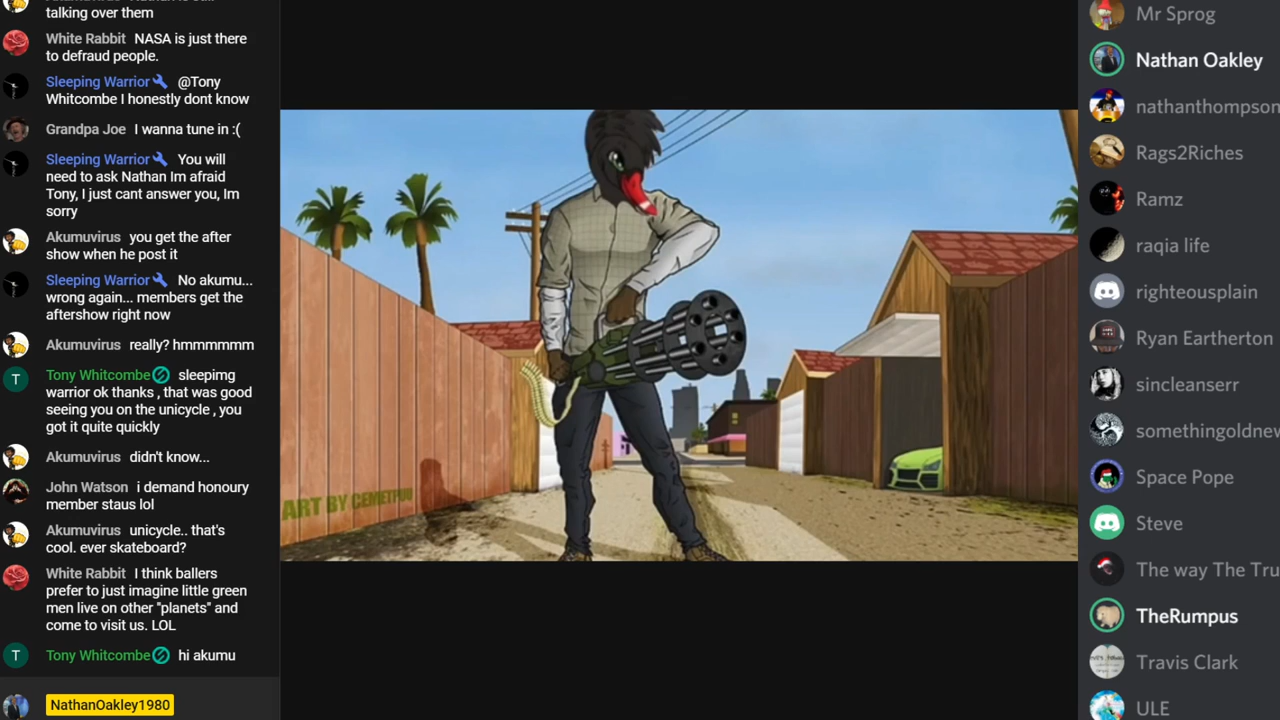 talking over them
White Rabbit NASA is just there
to defraud people.
Sleeping Warrior @Tony
Whitcombe I honestly dont know
Grandpa Joe I wanna tune in :(
Sleeping Warrior You will
need to ask Nathan Im afraid
Tony, I just cant answer you, Im
sorry
Akumuvirus you get the after
show when he post it
Sleeping Warrior No akumu...
wrong again... members get the
aftershow right now
Akumuvirus really? hmmmmmm
T
Tony Whitcombe sleepimg
warrior ok thanks , that was good
seeing you on the unicycle , you
got it quite quickly
Akumuvirus didn't know...
John Watson i demand honoury
member staus lol
Akumuvirus unicycle.. that's
cool. ever skateboard?
White Rabbit I think ballers
prefer to just imagine little green
men live on other "planets" and
come to visit us. LOL
T
Tony Whitcombe hi akumu
NathanOakley1980
ART BY CEMETPUU
Mr Sprog
Nathan Oakley
nathanthompson
Rags2Riches
Ramz
raqia life
righteousplain
Ryan Eartherton
sincleanserr
somethingoldnew
Space Pope
Steve
The way The Tru
TheRumpus
Travis Clark
ULE